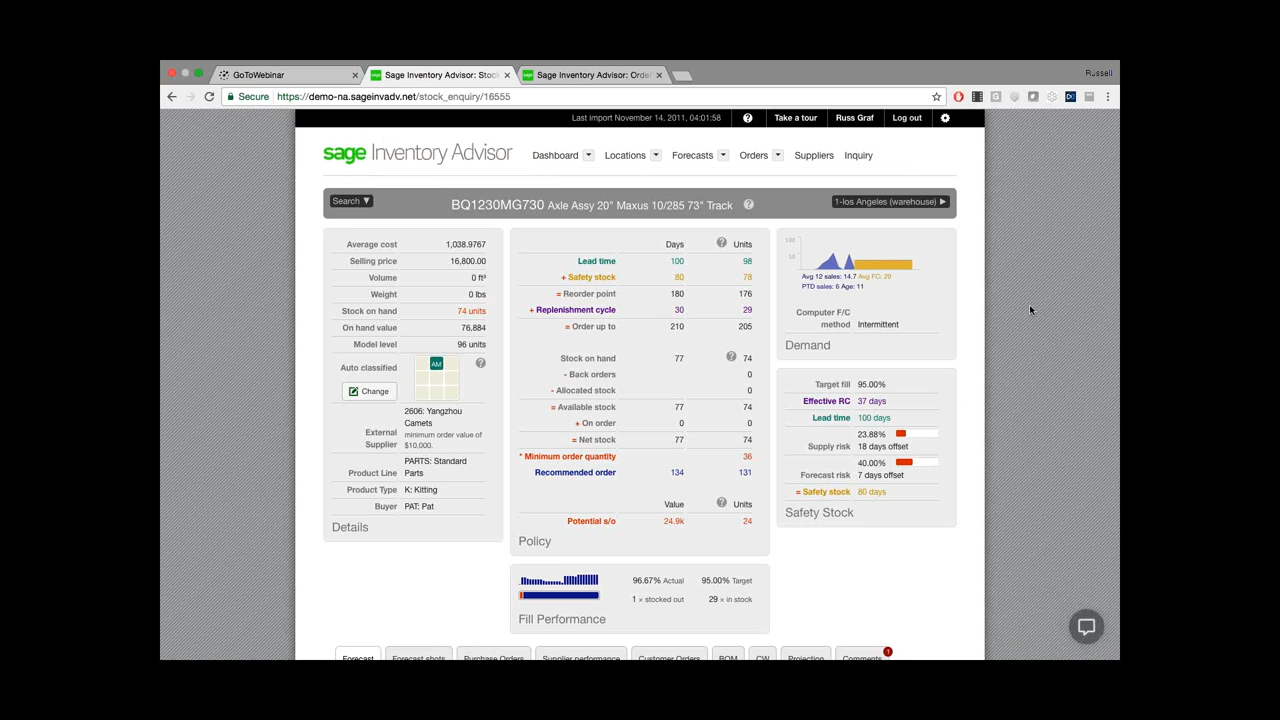 GoToWebinar
Sage Inventory Advisor: Stoc
Sage Inventory Advisor: Orde
Russell
Secure https://demo-na.sageinvadv.net/stock_enquiry/16555
Last import November 14, 2011, 04:01:58 ? Take a tour Russ Graf Log out
sage Inventory Advisor Dashboard ▼ Locations ▼ Forecasts ▼ Orders ▼ Suppliers Inquiry
Search ▼ BQ1230MG730 Axle Assy 20" Maxus 10/285 73" Track ? 1-los Angeles (warehouse) ▶
Average cost 1,038.9767
Selling price 16,800.00
Volume 0 ft³
Weight 0 lbs
Stock on hand 74 units
On hand value 76,884
Model level 96 units
Auto classified AM ?
Change
External Supplier 2606: Yangzhou
Camets
minimum order value of
$10,000.
Product Line PARTS: Standard
Parts
Product Type K: Kitting
Buyer PAT: Pat
Details
Days ? Units
Lead time 100 98
+ Safety stock 80 78
= Reorder point 180 176
+ Replenishment cycle 30 29
= Order up to 210 205
Stock on hand 77 ? 74
- Back orders 0
- Allocated stock 0
= Available stock 77 74
+ On order 0 0
= Net stock 77 74
* Minimum order quantity 36
Recommended order 134 131
Value ? Units
Potential s/o 24.9k 24
Policy
96.67% Actual 95.00% Target
1 × stocked out 29 × in stock
Fill Performance
100
50
Avg 12 sales: 14.7 Avg FC: 29
PTD sales: 6 Age: 11
Computer F/C
method Intermittent
Demand
Target fill 95.00%
Effective RC 37 days
Lead time 100 days
23.88%
Supply risk 18 days offset
40.00%
Forecast risk 7 days offset
= Safety stock 80 days
Safety Stock
Forecast Forecast shots Purchase Orders Supplier performance Customer Orders BOM CW Projection Comments 1